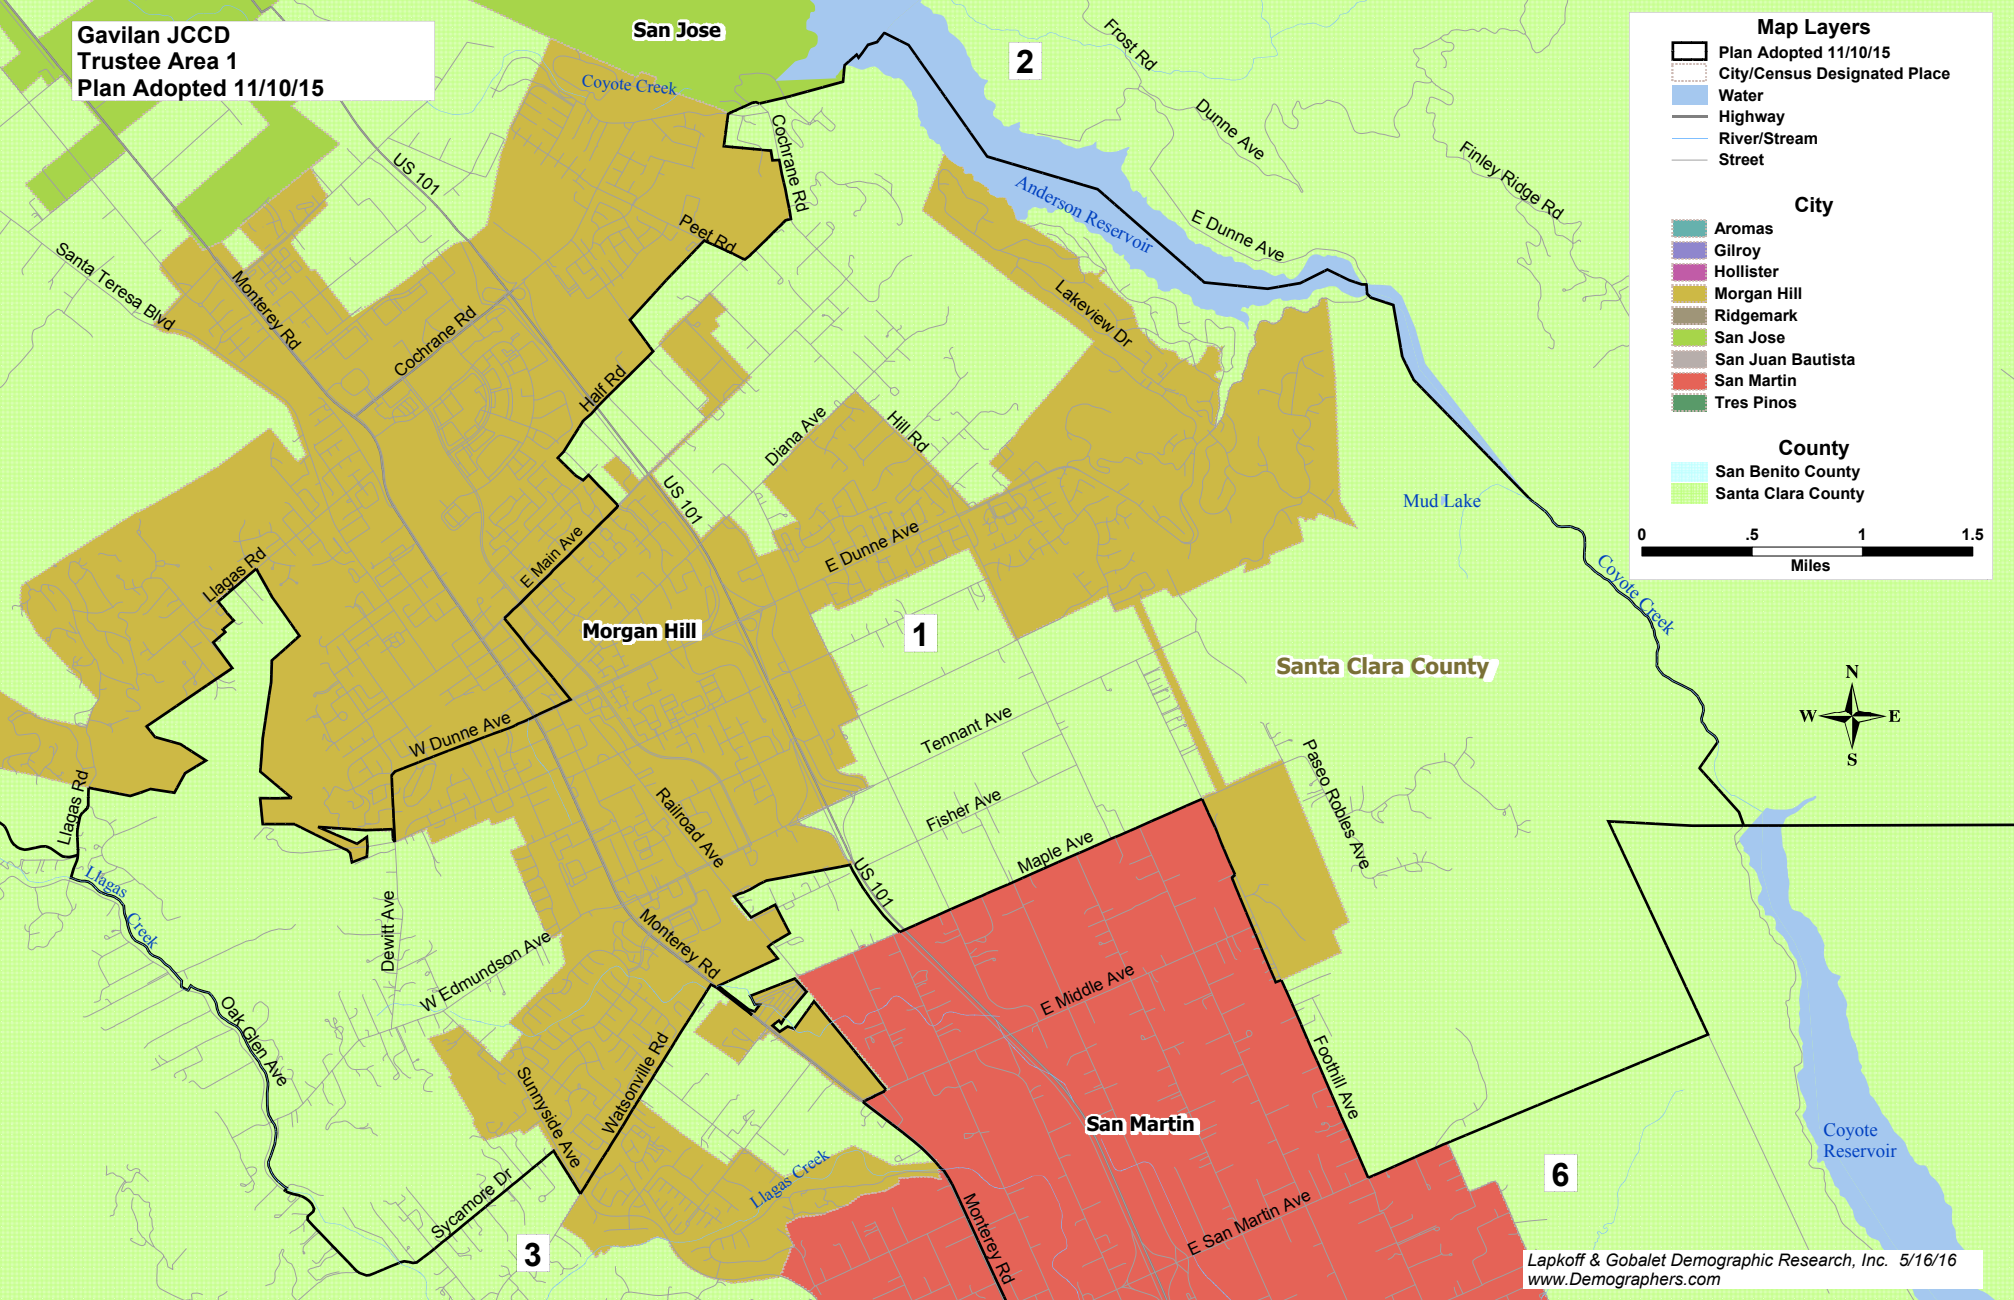 Gavilan JCCD
Trustee Area 1
Plan Adopted 11/10/15
San Jose
2
Coyote Creek
Frost Rd
Dunne Ave
Finley Ridge Rd
US 101
Cochrane Rd
Peet Rd
Anderson Reservoir
E Dunne Ave
Santa Teresa Blvd
Monterey Rd
Cochrane Rd
Lakeview Dr
Half Rd
Diana Ave
Hill Rd
US 101
Mud Lake
E Dunne Ave
E Main Ave
Llagas Rd
Coyote Creek
Morgan Hill
1
Santa Clara County
W Dunne Ave
Tennant Ave
Paseo Robles Ave
Llagas Rd
Railroad Ave
Fisher Ave
Maple Ave
US 101
Llagas
Creek
Dewitt Ave
W Edmundson Ave
Monterey Rd
E Middle Ave
Oak Glen Ave
Sunnyside Ave
Watsonville Rd
Foothill Ave
San Martin
Coyote
Reservoir
6
Llagas Creek
Sycamore Dr
Monterey Rd
E San Martin Ave
3
Map Layers
Plan Adopted 11/10/15
City/Census Designated Place
Water
Highway
River/Stream
Street
City
Aromas
Gilroy
Hollister
Morgan Hill
Ridgemark
San Jose
San Juan Bautista
San Martin
Tres Pinos
County
San Benito County
Santa Clara County
0 .5 1 1.5
Miles
N
W E
S
Lapkoff & Gobalet Demographic Research, Inc. 5/16/16
www.Demographers.com